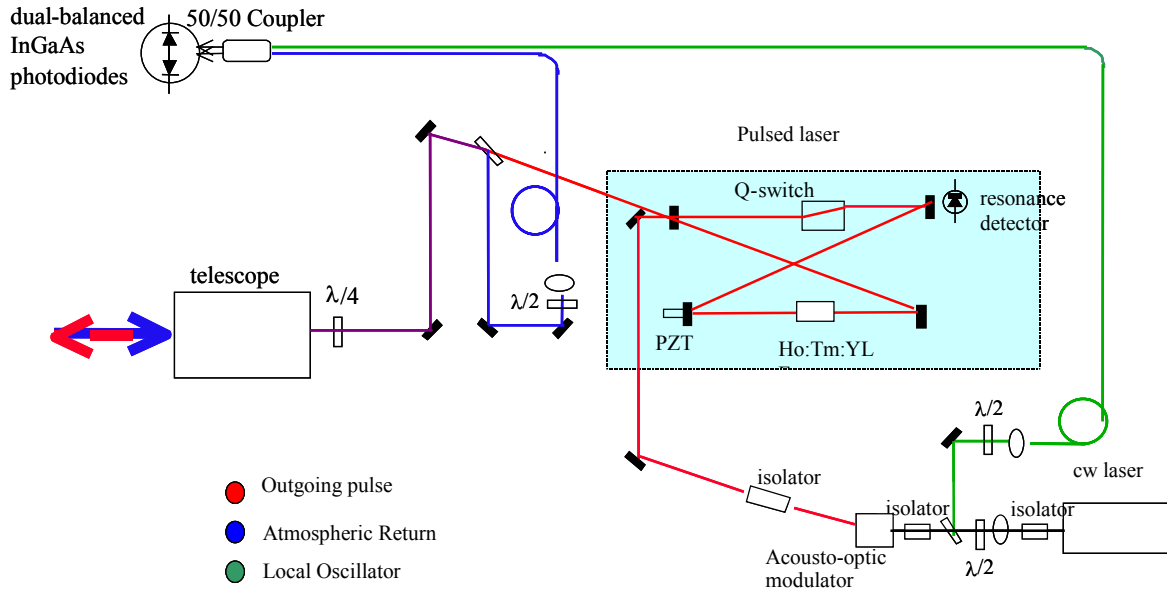 dual-balanced
InGaAs
photodiodes
50/50 Coupler
Pulsed laser
Q-switch
resonance
detector
telescope
λ/4
λ/2
PZT
Ho:Tm:YL
λ/2
cw laser
isolator
isolator
isolator
Acousto-optic
modulator
λ/2
Outgoing pulse
Atmospheric Return
Local Oscillator